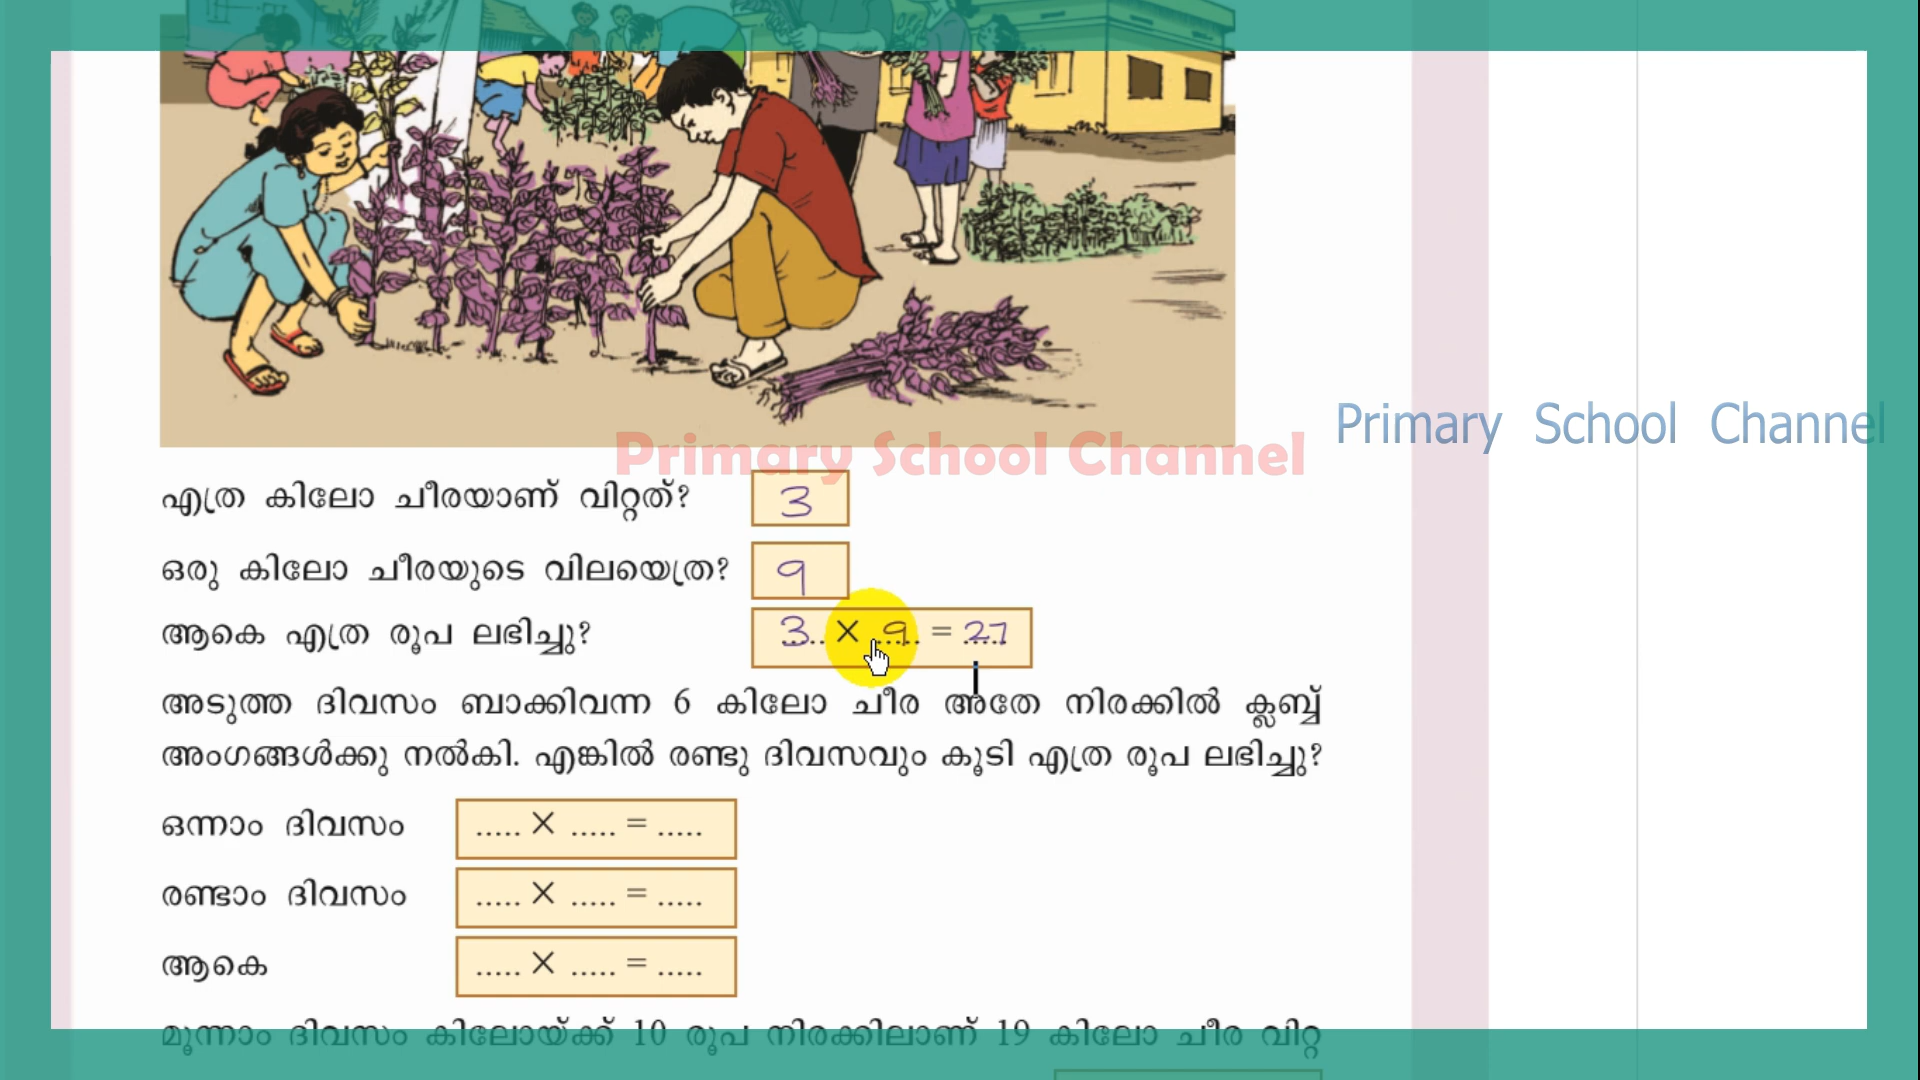 Primary School Channel
Primary School Channel
എത്ര കിലോ ചീരയാണ് വിറ്റത്? 3
ഒരു കിലോ ചീരയുടെ വിലയെത്ര? 9
ആകെ എത്ര രൂപ ലഭിച്ചു? 3 × 9 = 27
അടുത്ത ദിവസം ബാക്കിവന്ന 6 കിലോ ചീര അതേ നിരക്കിൽ ക്ലബ്ബ്
അംഗങ്ങൾക്കു നൽകി. എങ്കിൽ രണ്ടു ദിവസവും കൂടി എത്ര രൂപ ലഭിച്ചു?
ഒന്നാം ദിവസം ..... × ..... = .....
രണ്ടാം ദിവസം ..... × ..... = .....
ആകെ ..... × ..... = .....
മൂന്നാം ദിവസം കിലോയ്ക്ക് 10 രൂപ നിരക്കിലാണ് 19 കിലോ ചീര വിറ്റ